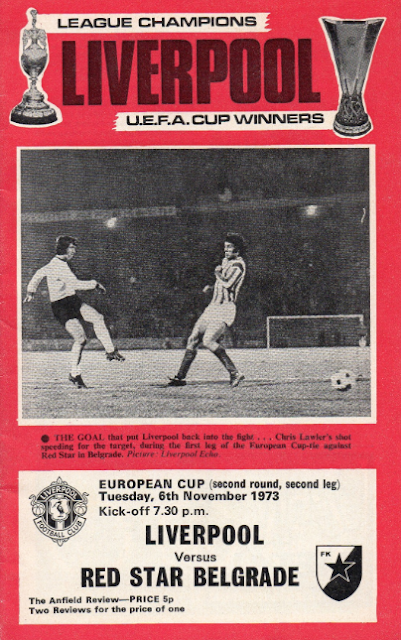 LEAGUE CHAMPIONS
LIVERPOOL
U.E.F.A. CUP WINNERS
● THE GOAL that put Liverpool back into the fight . . . Chris Lawler's shot
speeding for the target, during the first leg of the European Cup-tie against
Red Star in Belgrade. Picture: Liverpool Echo.
EUROPEAN CUP (second round, second leg)
Tuesday, 6th November 1973
Kick-off 7.30 p.m.
LIVERPOOL
Versus
RED STAR BELGRADE
The Anfield Review—PRICE 5p
Two Reviews for the price of one
LIVERPOOL
FOOTBALL CLUB
FK